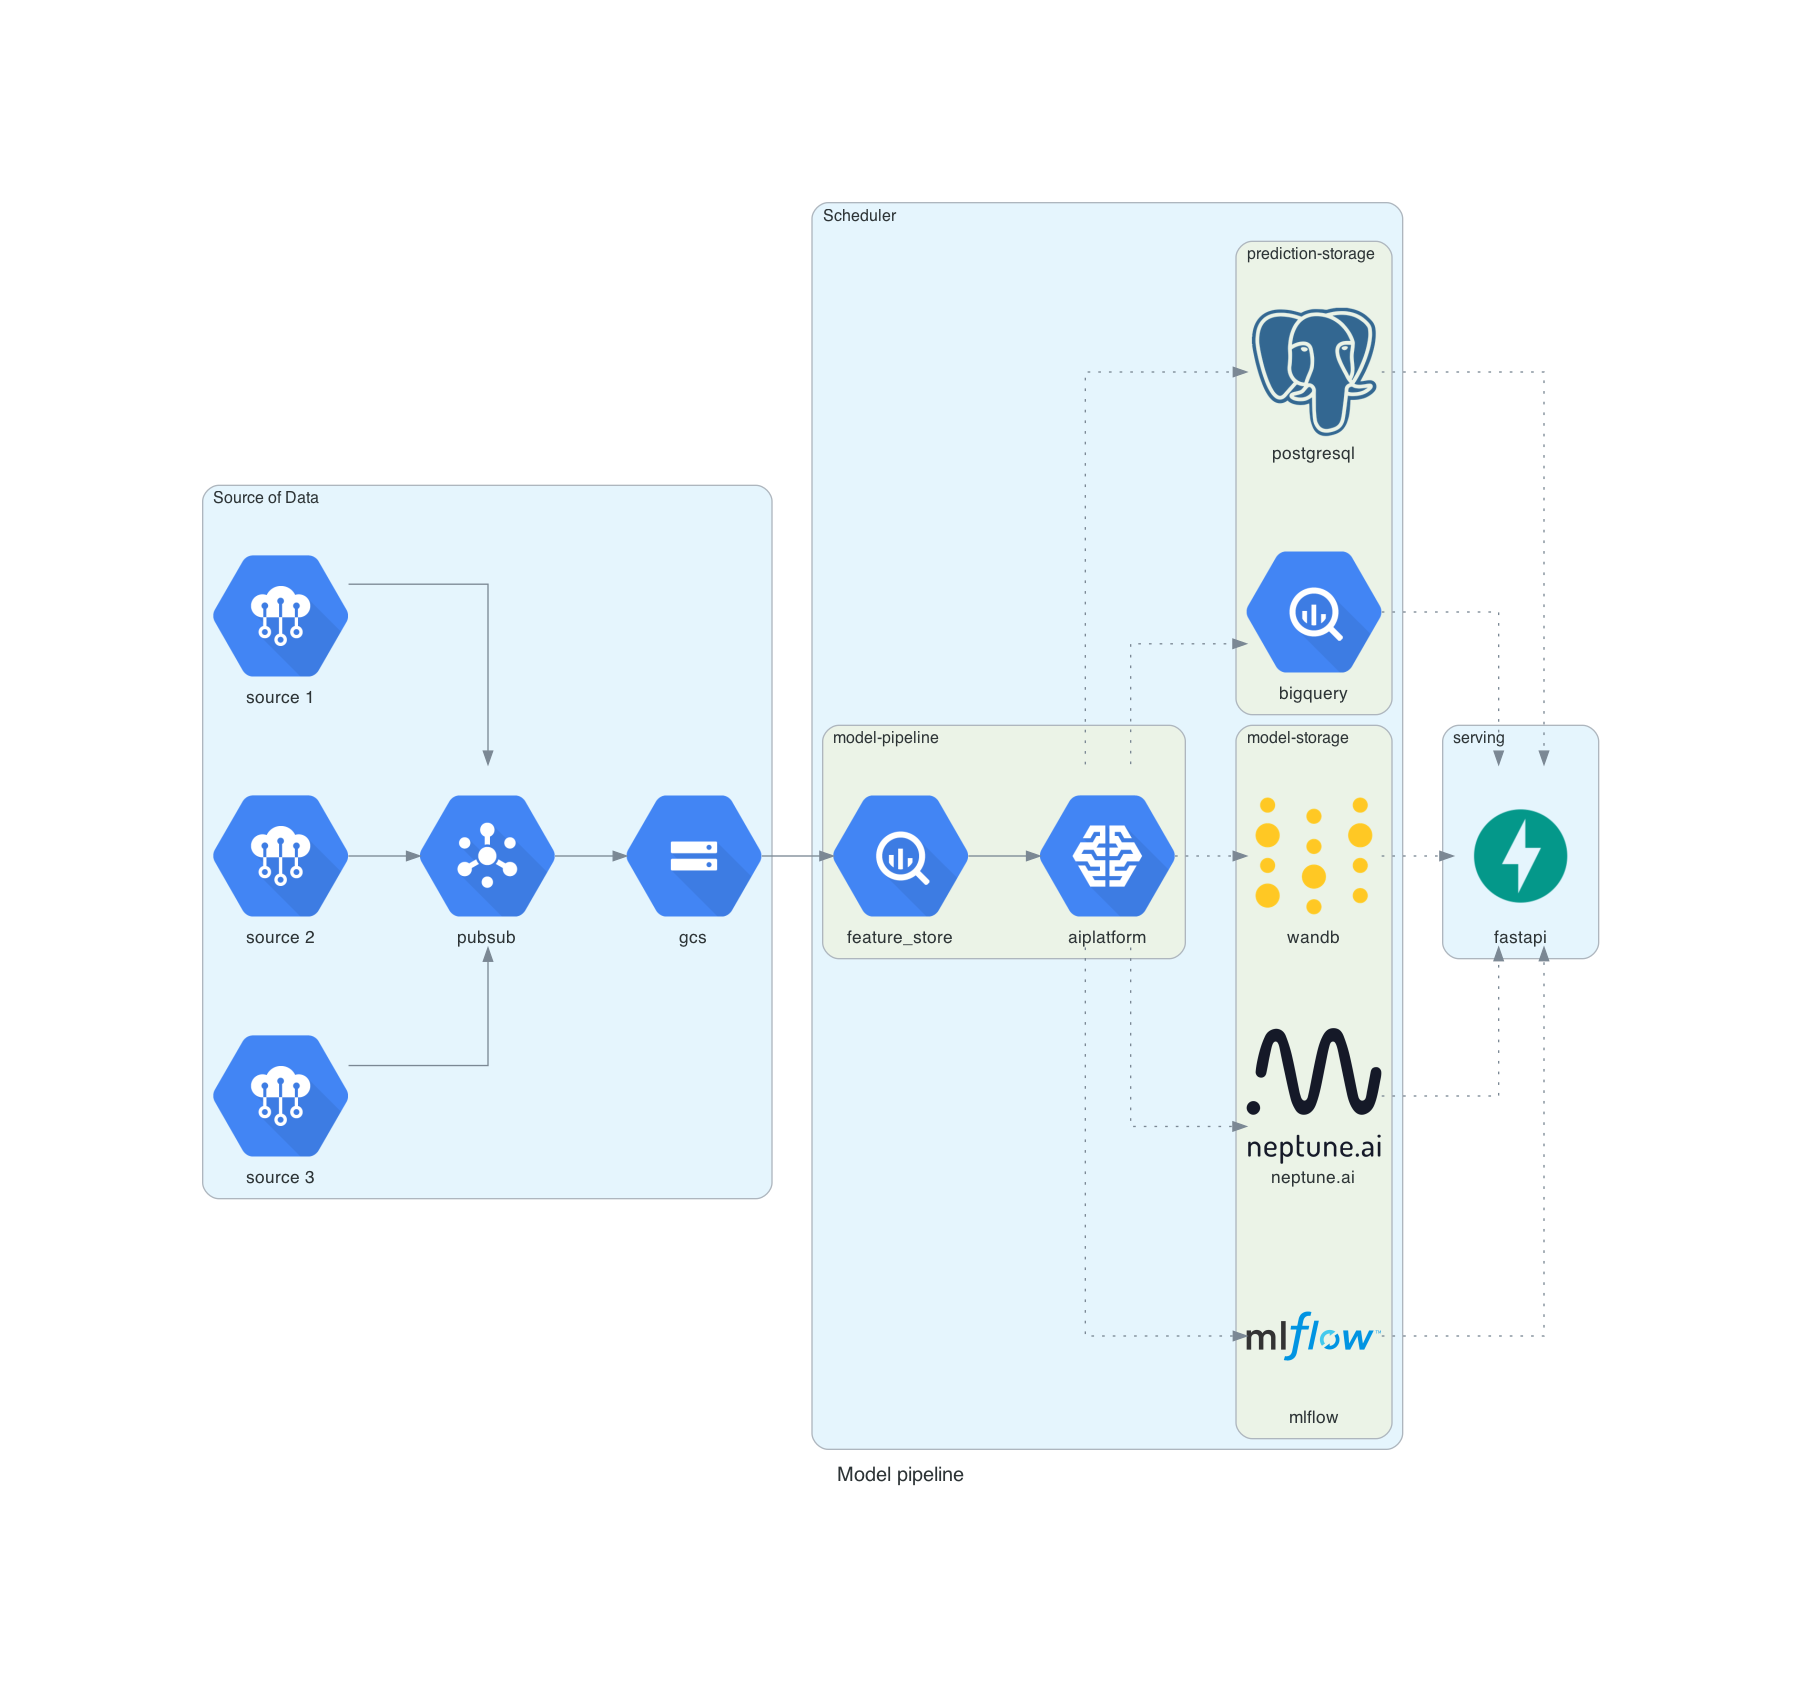 Scheduler
prediction-storage
postgresql
bigquery
Source of Data
source 1
source 2
pubsub
gcs
source 3
model-pipeline
feature_store
aiplatform
model-storage
wandb
neptune.ai
neptune.ai
mlflow™
mlflow
serving
fastapi
Model pipeline